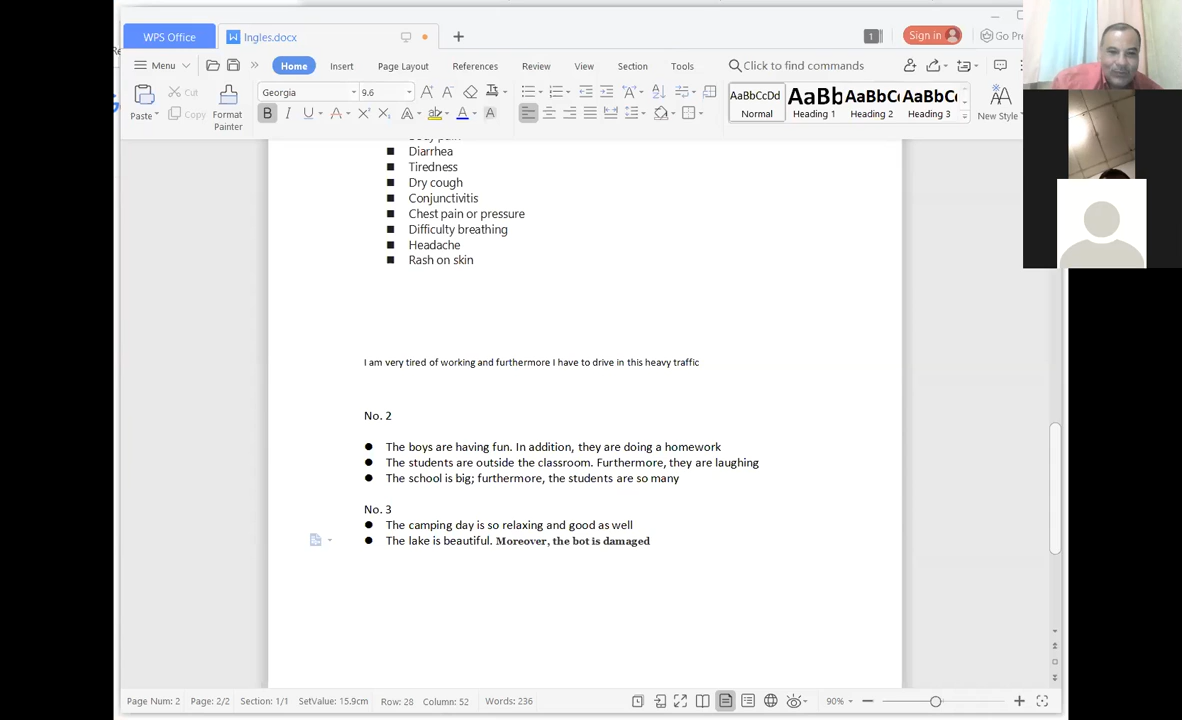 WPS Office
Ingles.docx
1
Sign in
Go Pre
Menu
Home
Insert
Page Layout
References
Review
View
Section
Tools
Click to find commands
Paste
Cut
Copy
Format
Painter
Georgia
9.6
AaBbCcDd
Normal
AaBb
Heading 1
AaBbC
Heading 2
AaBbC
Heading 3
New Style
Diarrhea
Tiredness
Dry cough
Conjunctivitis
Chest pain or pressure
Difficulty breathing
Headache
Rash on skin
I am very tired of working and furthermore I have to drive in this heavy traffic
No. 2
The boys are having fun. In addition, they are doing a homework
The students are outside the classroom. Furthermore, they are laughing
The school is big; furthermore, the students are so many
No. 3
The camping day is so relaxing and good as well
The lake is beautiful. Moreover, the bot is damaged
Page Num: 2 Page: 2/2 Section: 1/1 SetValue: 15.9cm Row: 28 Column: 52 Words: 236 90%